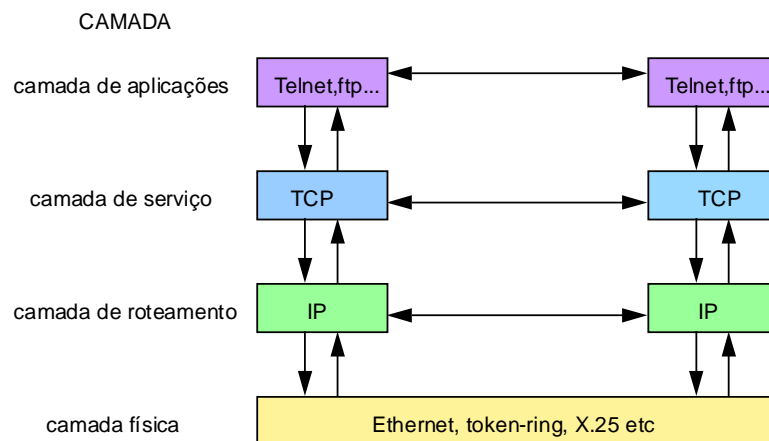 CAMADA
camada de aplicações Telnet,ftp... Telnet,ftp...
camada de serviço TCP TCP
camada de roteamento IP IP
camada física Ethernet, token-ring, X.25 etc